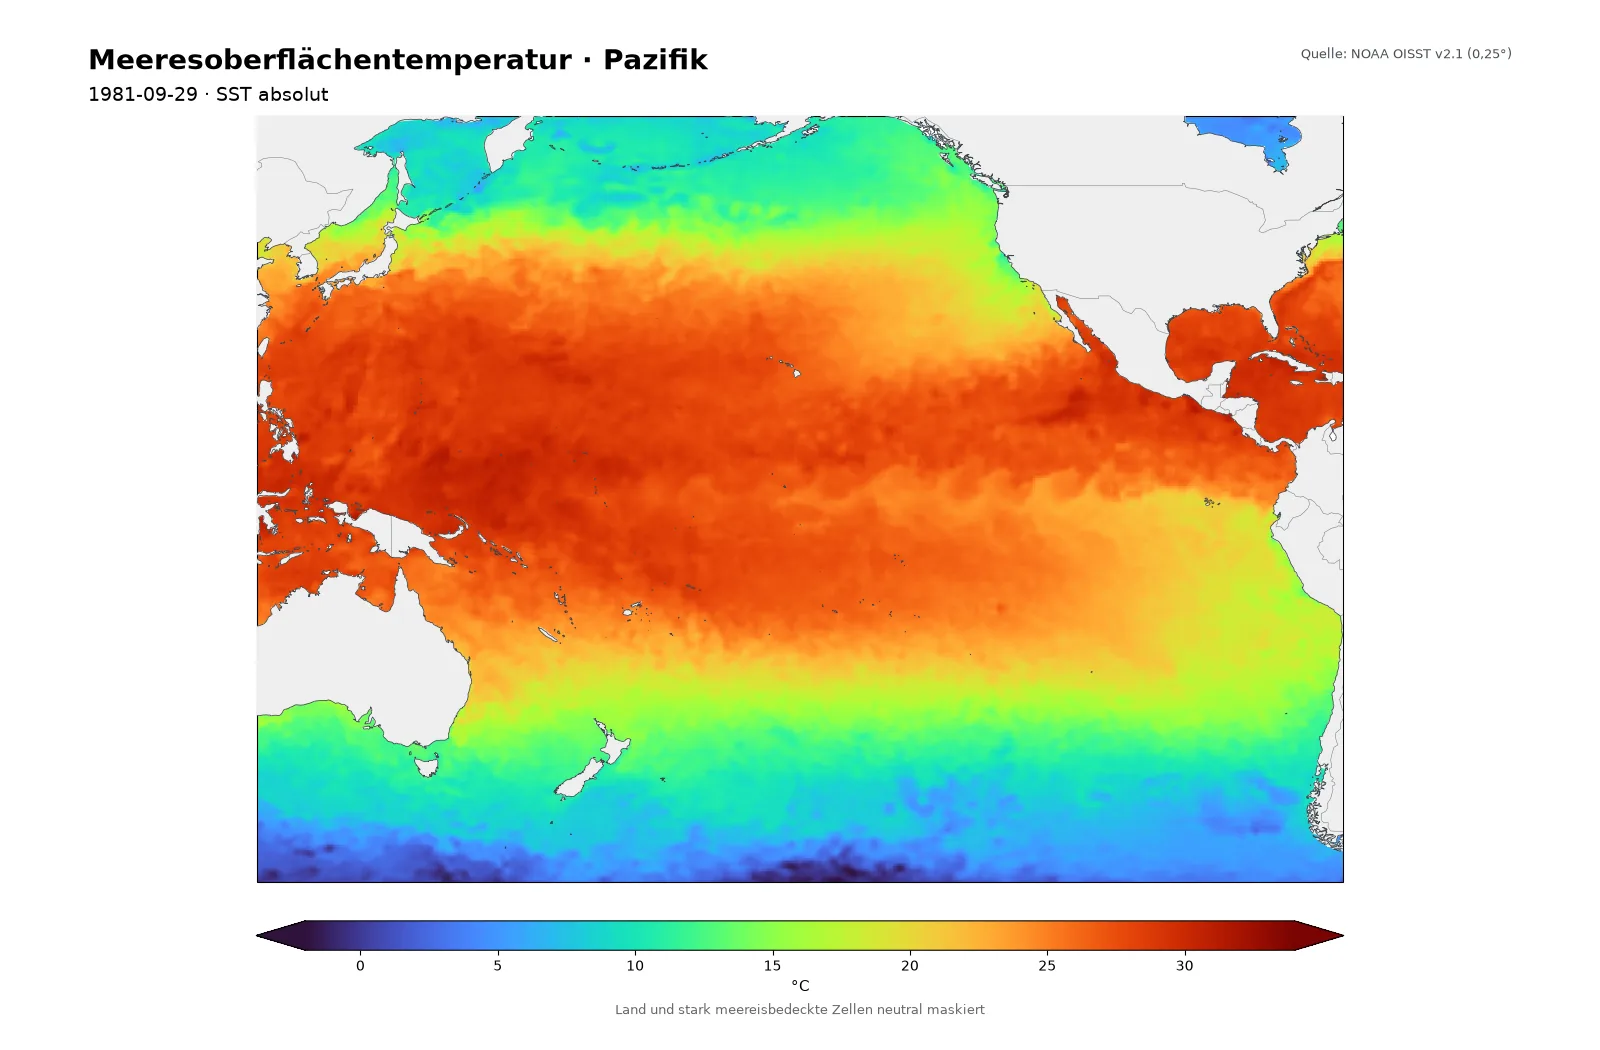 Meeresoberflächentemperatur · Pazifik
Quelle: NOAA OISST v2.1 (0,25°)
1981-09-29 · SST absolut
0 5 10 15 20 25 30
°C
Land und stark meereisbedeckte Zellen neutral maskiert